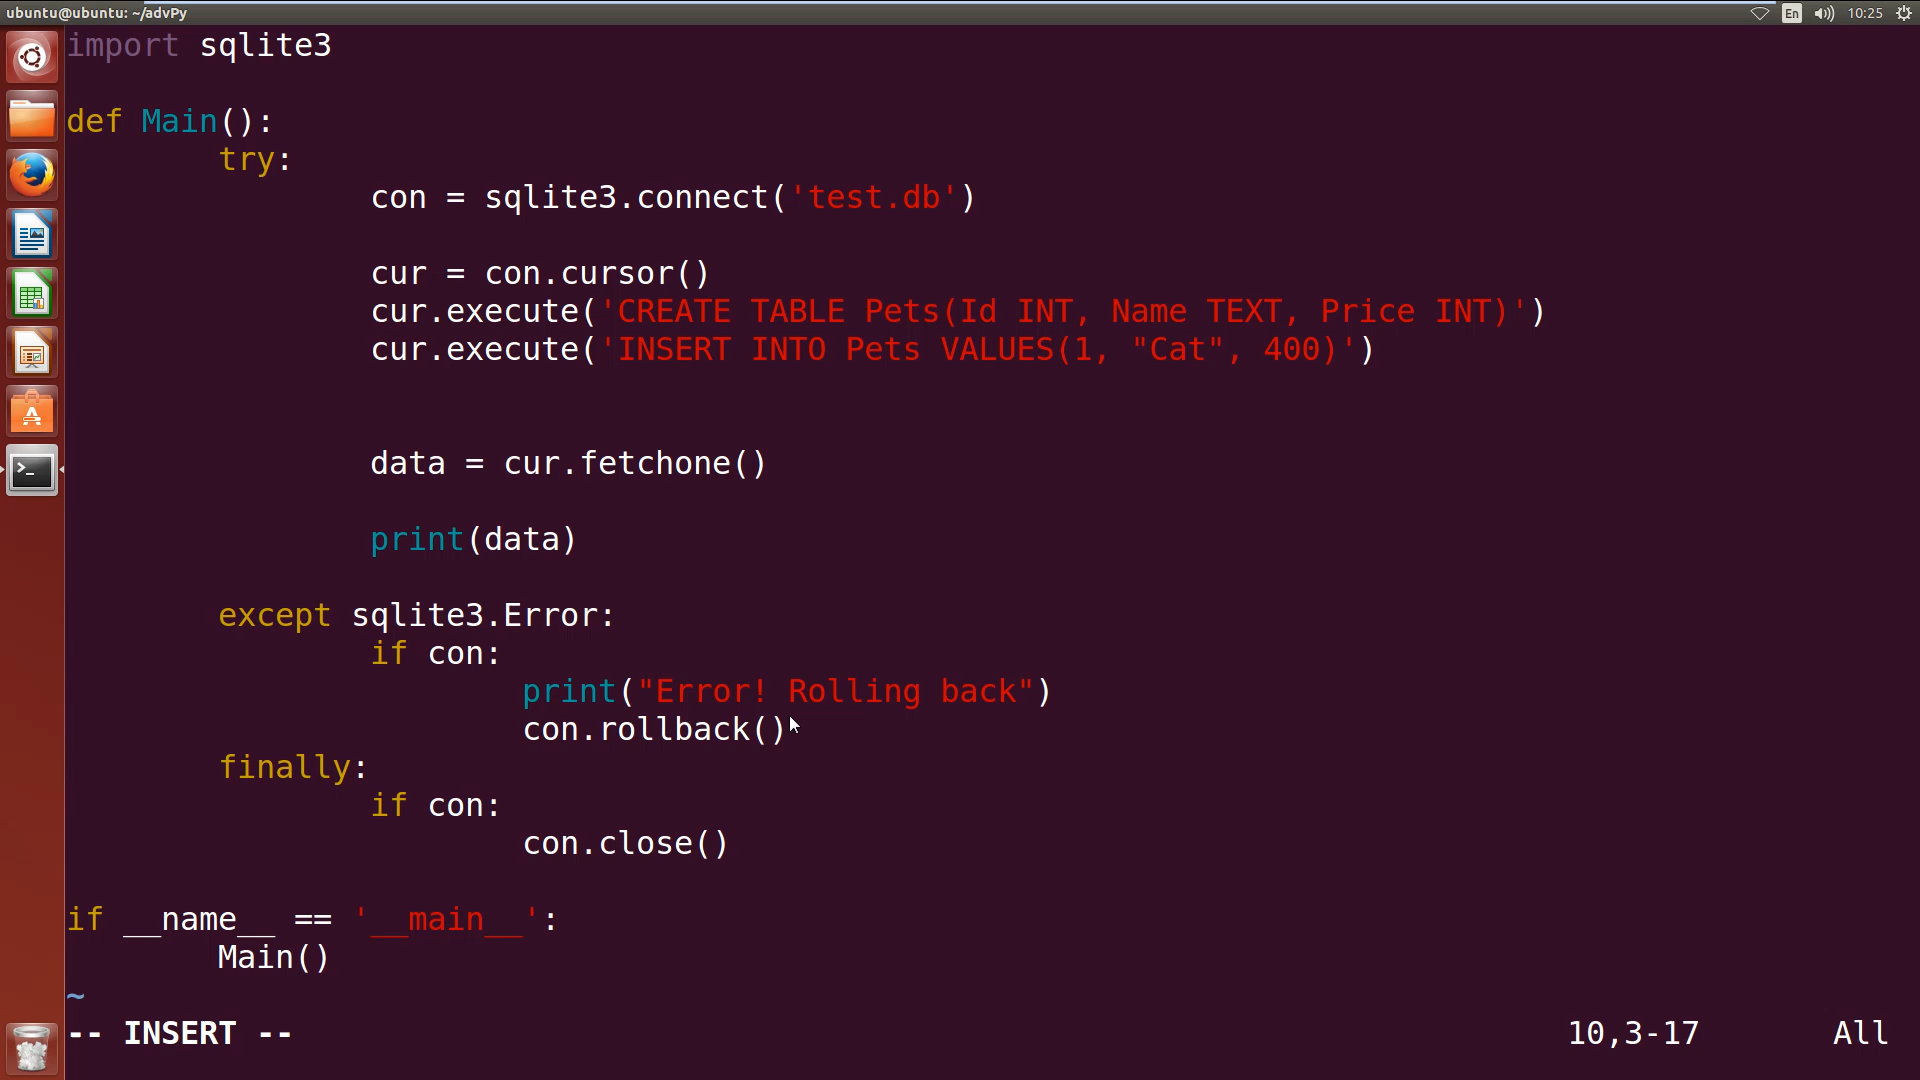 ubuntu@ubuntu: ~/advPy
En
10:25
import sqlite3
def Main():
try:
con = sqlite3.connect('test.db')
cur = con.cursor()
cur.execute('CREATE TABLE Pets(Id INT, Name TEXT, Price INT)')
cur.execute('INSERT INTO Pets VALUES(1, "Cat", 400)')
data = cur.fetchone()
print(data)
except sqlite3.Error:
if con:
print("Error! Rolling back")
con.rollback()
finally:
if con:
con.close()
if __name__ == '__main__':
Main()
~
-- INSERT --
10,3-17
All